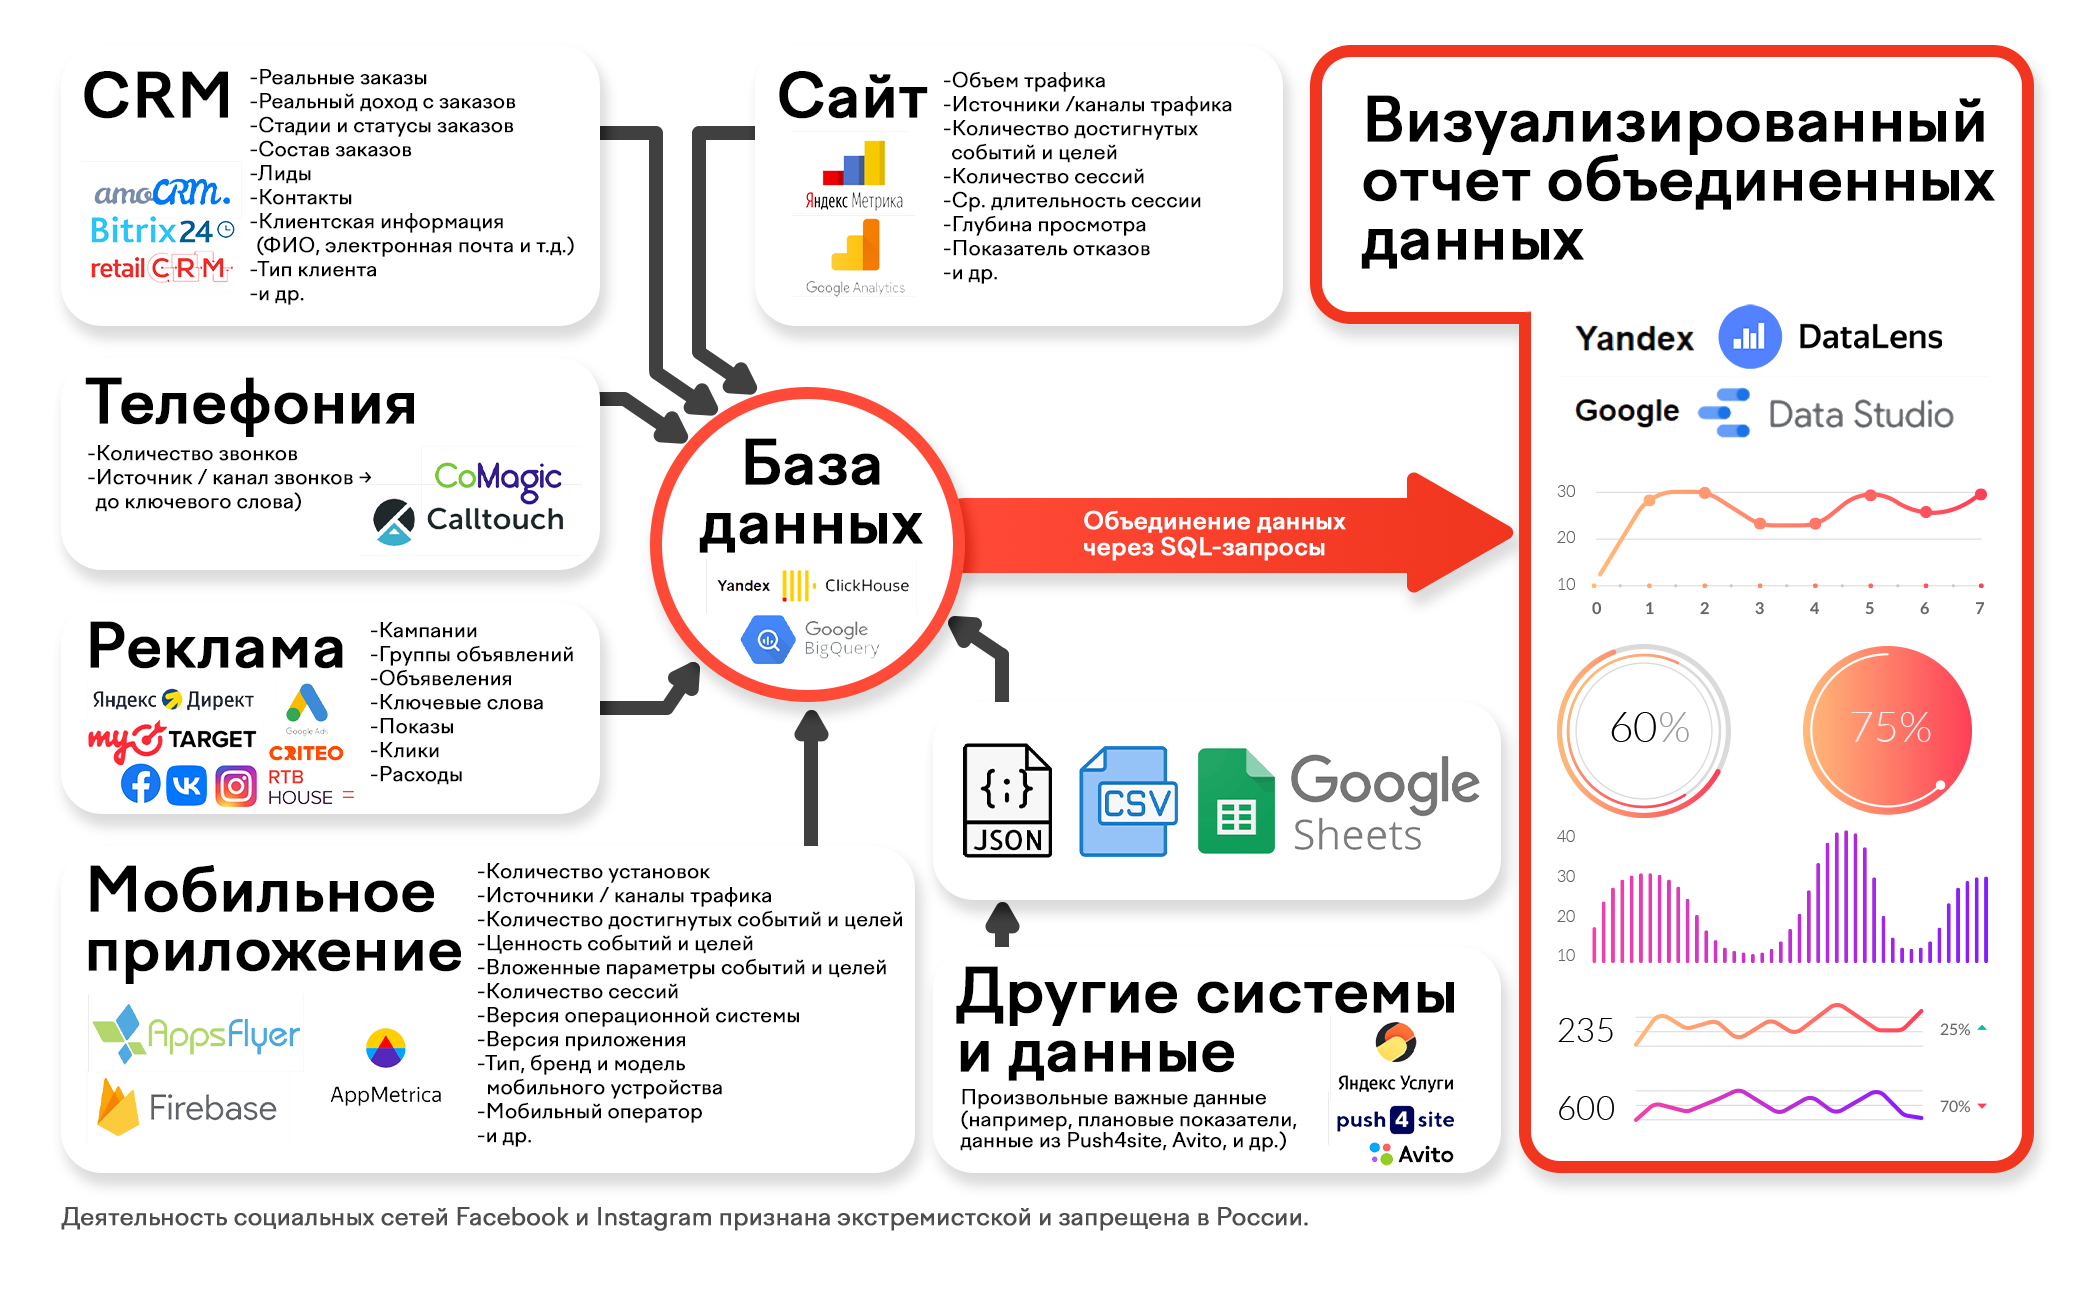 CRM
-Реальные заказы
-Реальный доход с заказов
-Стадии и статусы заказов
-Состав заказов
-Лиды
-Контакты
-Клиентская информация
(ФИО, электронная почта и т.д.)
-Тип клиента
-и др.
amoCRM.
Bitrix24
retail CRM
Сайт
-Объем трафика
-Источники /каналы трафика
-Количество достигнутых
событий и целей
-Количество сессий
-Ср. длительность сессии
-Глубина просмотра
-Показатель отказов
-и др.
Яндекс Метрика
Google Analytics
Телефония
-Количество звонков
-Источник / канал звонков →
до ключевого слова)
CoMagic
Calltouch
Реклама
-Кампании
-Группы объявлений
-Объявеления
-Ключевые слова
-Показы
-Клики
-Расходы
Яндекс Директ
Google Ads
my TARGET
CRITEO
RTB
HOUSE =
Мобильное
приложение
-Количество установок
-Источники / каналы трафика
-Количество достигнутых событий и целей
-Ценность событий и целей
-Вложенные параметры событий и целей
-Количество сессий
-Версия операционной системы
-Версия приложения
-Тип, бренд и модель
мобильного устройства
-Мобильный оператор
-и др.
AppsFlyer
AppMetrica
Firebase
База
данных
Yandex ClickHouse
Google
BigQuery
Объединение данных
через SQL-запросы
{;}
JSON
CSV
Google
Sheets
Другие системы
и данные
Произвольные важные данные
(например, плановые показатели,
данные из Push4site, Avito, и др.)
Яндекс Услуги
push4site
Avito
Визуализированный
отчет объединенных
данных
Yandex DataLens
Google Data Studio
30
20
10
0 1 2 3 4 5 6 7
60% 75%
40
30
20
10
235 25%
600 70%
Деятельность социальных сетей Facebook и Instagram признана экстремистской и запрещена в России.